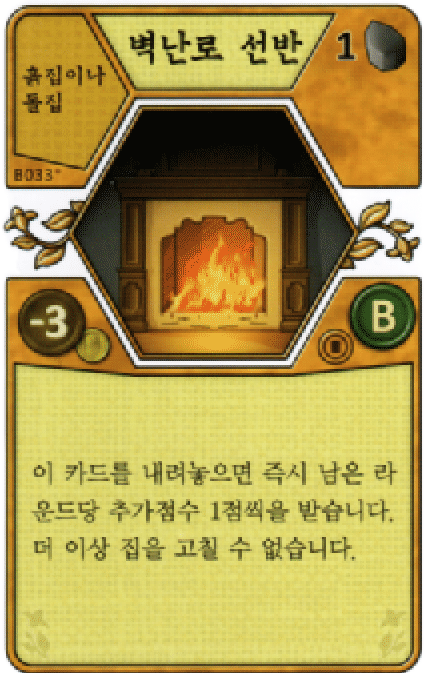 벽난로 선반
1
흙집이나
돌집
B033
-3
B
이 카드를 내려놓으면 즉시 남은 라
운드당 추가점수 1점씩을 받습니다.
더 이상 집을 고칠 수 없습니다.